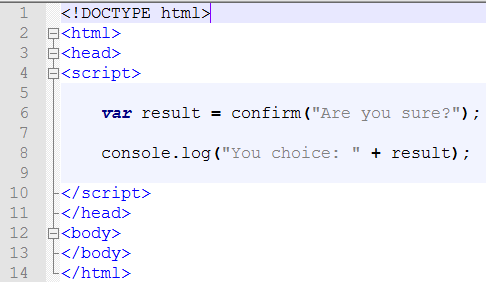 1 <!DOCTYPE html>
2 <html>
3 <head>
4 <script>
5
6 var result = confirm("Are you sure?");
7
8 console.log("You choice: " + result);
9
10 </script>
11 </head>
12 <body>
13 </body>
14 </html>